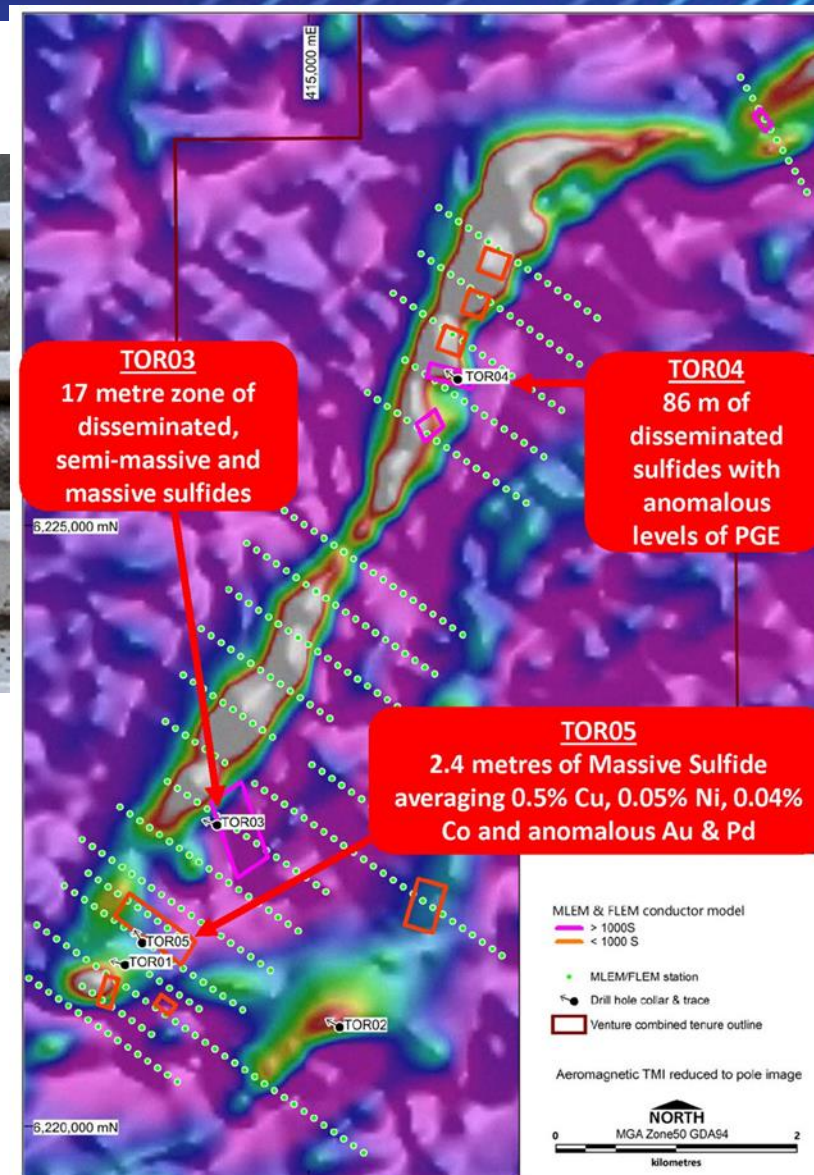 415,000 mE
TOR04
TOR03
17 metre zone of
disseminated,
semi-massive and
massive sulfides
TOR04
86 m of
disseminated
sulfides with
anomalous
levels of PGE
6,225,000 mN
TOR05
2.4 metres of Massive Sulfide
averaging 0.5% Cu, 0.05% Ni, 0.04%
Co and anomalous Au & Pd
TOR03
TOR05
TOR01
TOR02
6,220,000 mN
MLEM & FLEM conductor model
> 1000S
< 1000 S
MLEM/FLEM station
Drill hole collar & trace
Venture combined tenure outline
Aeromagnetic TMI reduced to pole image
NORTH
MGA Zone50 GDA94
0 2
kilometres